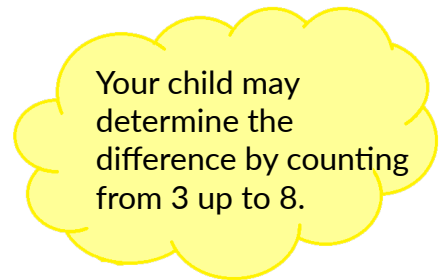 Your child may
determine the
difference by counting
from 3 up to 8.